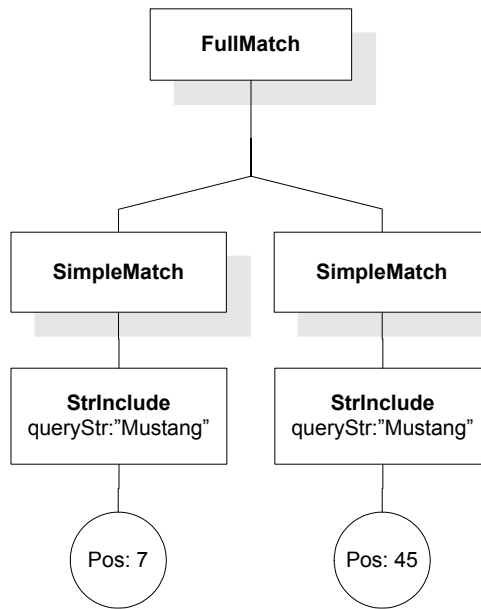 FullMatch
SimpleMatch
SimpleMatch
StrInclude
queryStr:”Mustang”
StrInclude
queryStr:”Mustang”
Pos: 7
Pos: 45